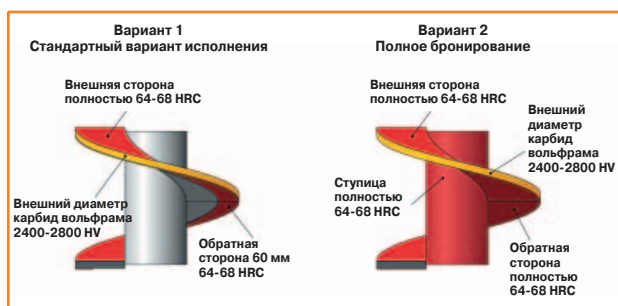 Вариант 1
Стандартный вариант исполнения
Внешняя сторона
полностью 64-68 HRC
Внешний диаметр
карбид вольфрама
2400-2800 HV
Обратная
сторона 60 мм
64-68 HRC
Вариант 2
Полное бронирование
Внешняя сторона
полностью 64-68 HRC
Внешний
диаметр
карбид
вольфрама
2400-2800 HV
Ступица
полностью
64-68 HRC
Обратная
сторона
полностью
64-68 HRC